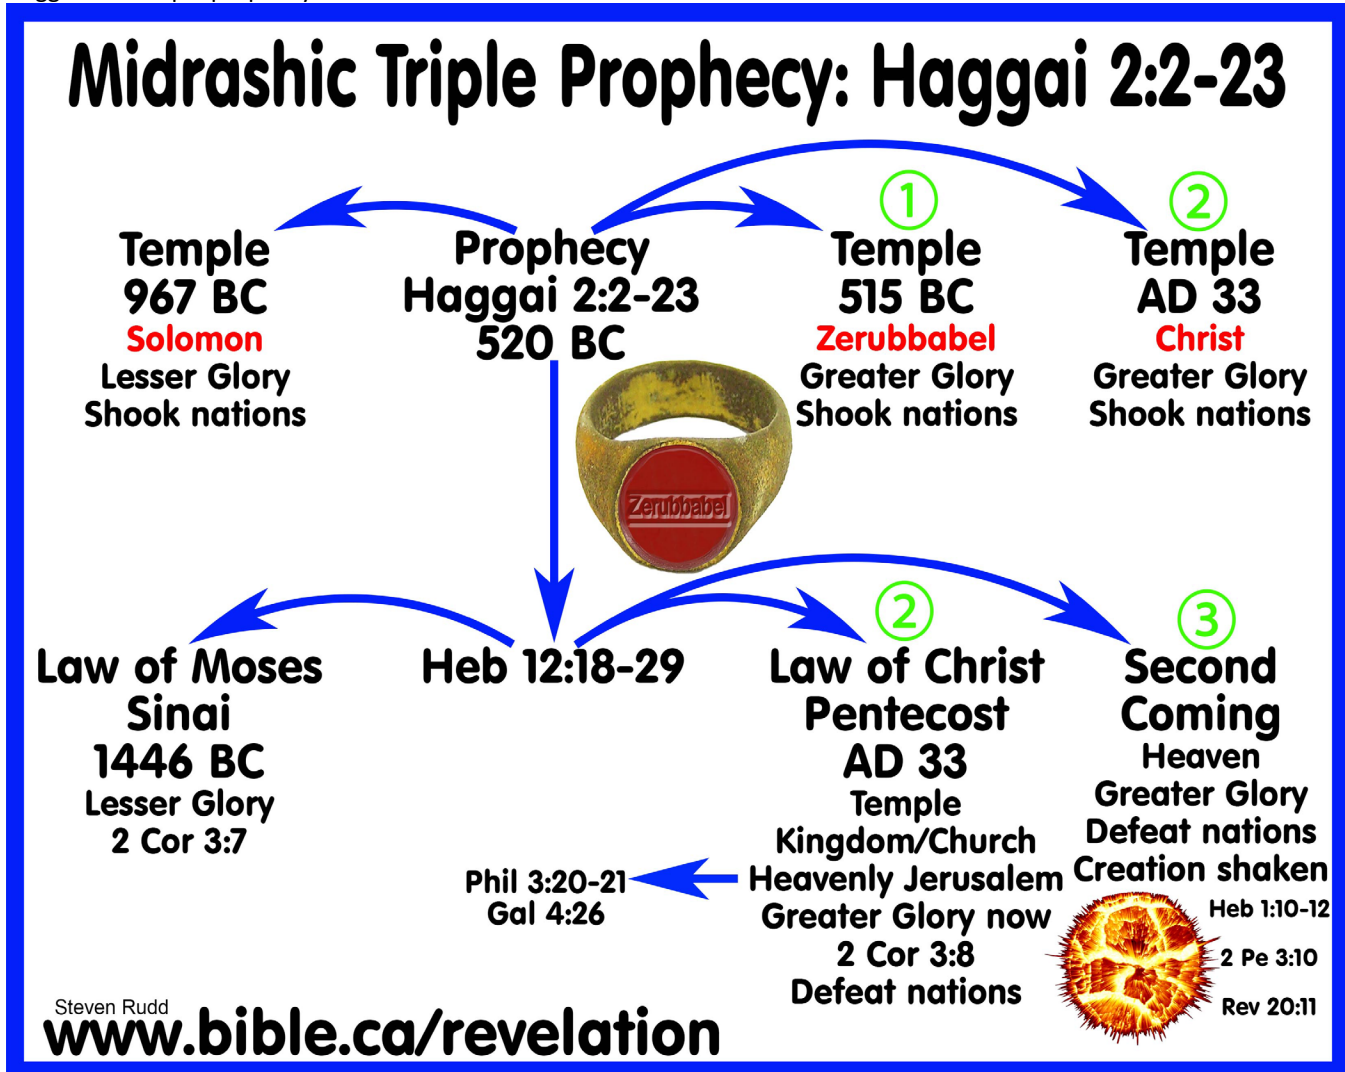 Midrashic Triple Prophecy: Haggai 2:2-23
Temple
967 BC
Solomon
Lesser Glory
Shook nations
Prophecy
Haggai 2:2-23
520 BC
Zerubbabel
1
Temple
515 BC
Zerubbabel
Greater Glory
Shook nations
2
Temple
AD 33
Christ
Greater Glory
Shook nations
Law of Moses
Sinai
1446 BC
Lesser Glory
2 Cor 3:7
Heb 12:18-29
2
Law of Christ
Pentecost
AD 33
Temple
Kingdom/Church
Heavenly Jerusalem
Greater Glory now
2 Cor 3:8
Defeat nations
Phil 3:20-21
Gal 4:26
3
Second
Coming
Heaven
Greater Glory
Defeat nations
Creation shaken
Heb 1:10-12
2 Pe 3:10
Rev 20:11
Steven Rudd
www.bible.ca/revelation